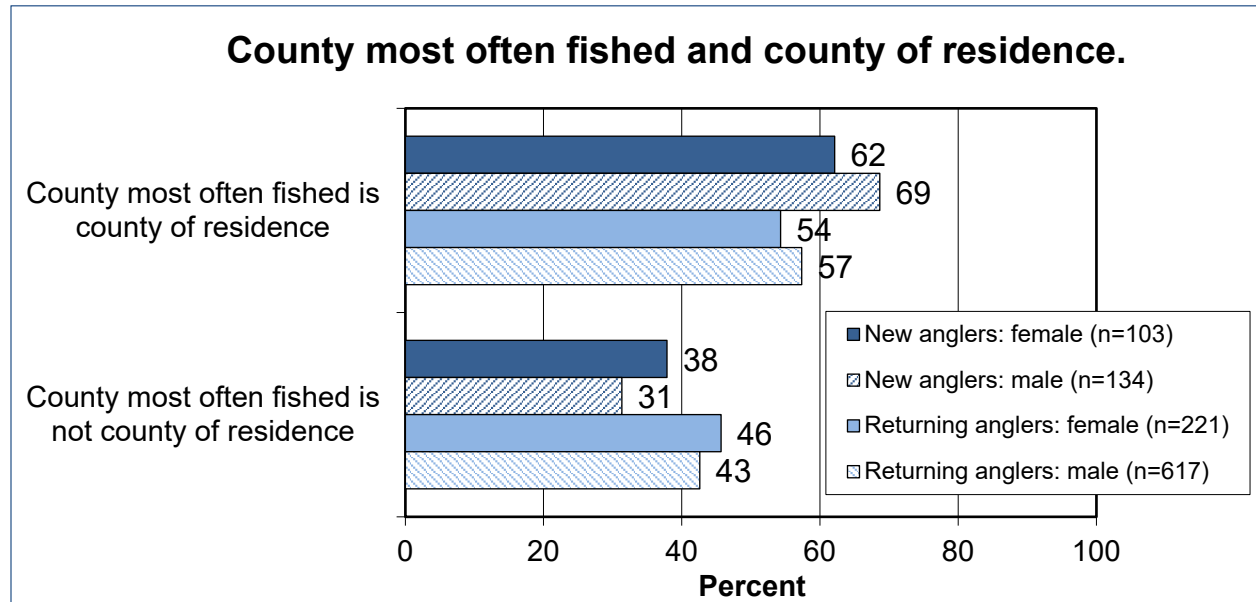 County most often fished and county of residence.
County most often fished is
county of residence
62
69
54
57
County most often fished is
not county of residence
38
31
46
43
New anglers: female (n=103)
New anglers: male (n=134)
Returning anglers: female (n=221)
Returning anglers: male (n=617)
0 20 40 60 80 100
Percent